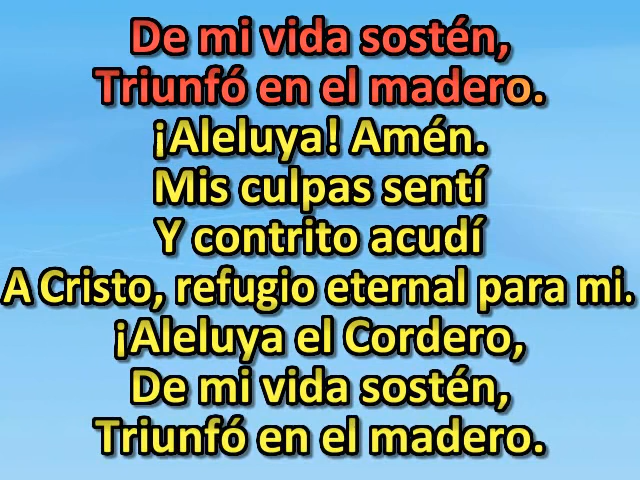 De mi vida sostén,
Triunfó en el madero.
¡Aleluya! Amén.
Mis culpas sentí
Y contrito acudí
A Cristo, refugio eternal para mi.
¡Aleluya el Cordero,
De mi vida sostén,
Triunfó en el madero.